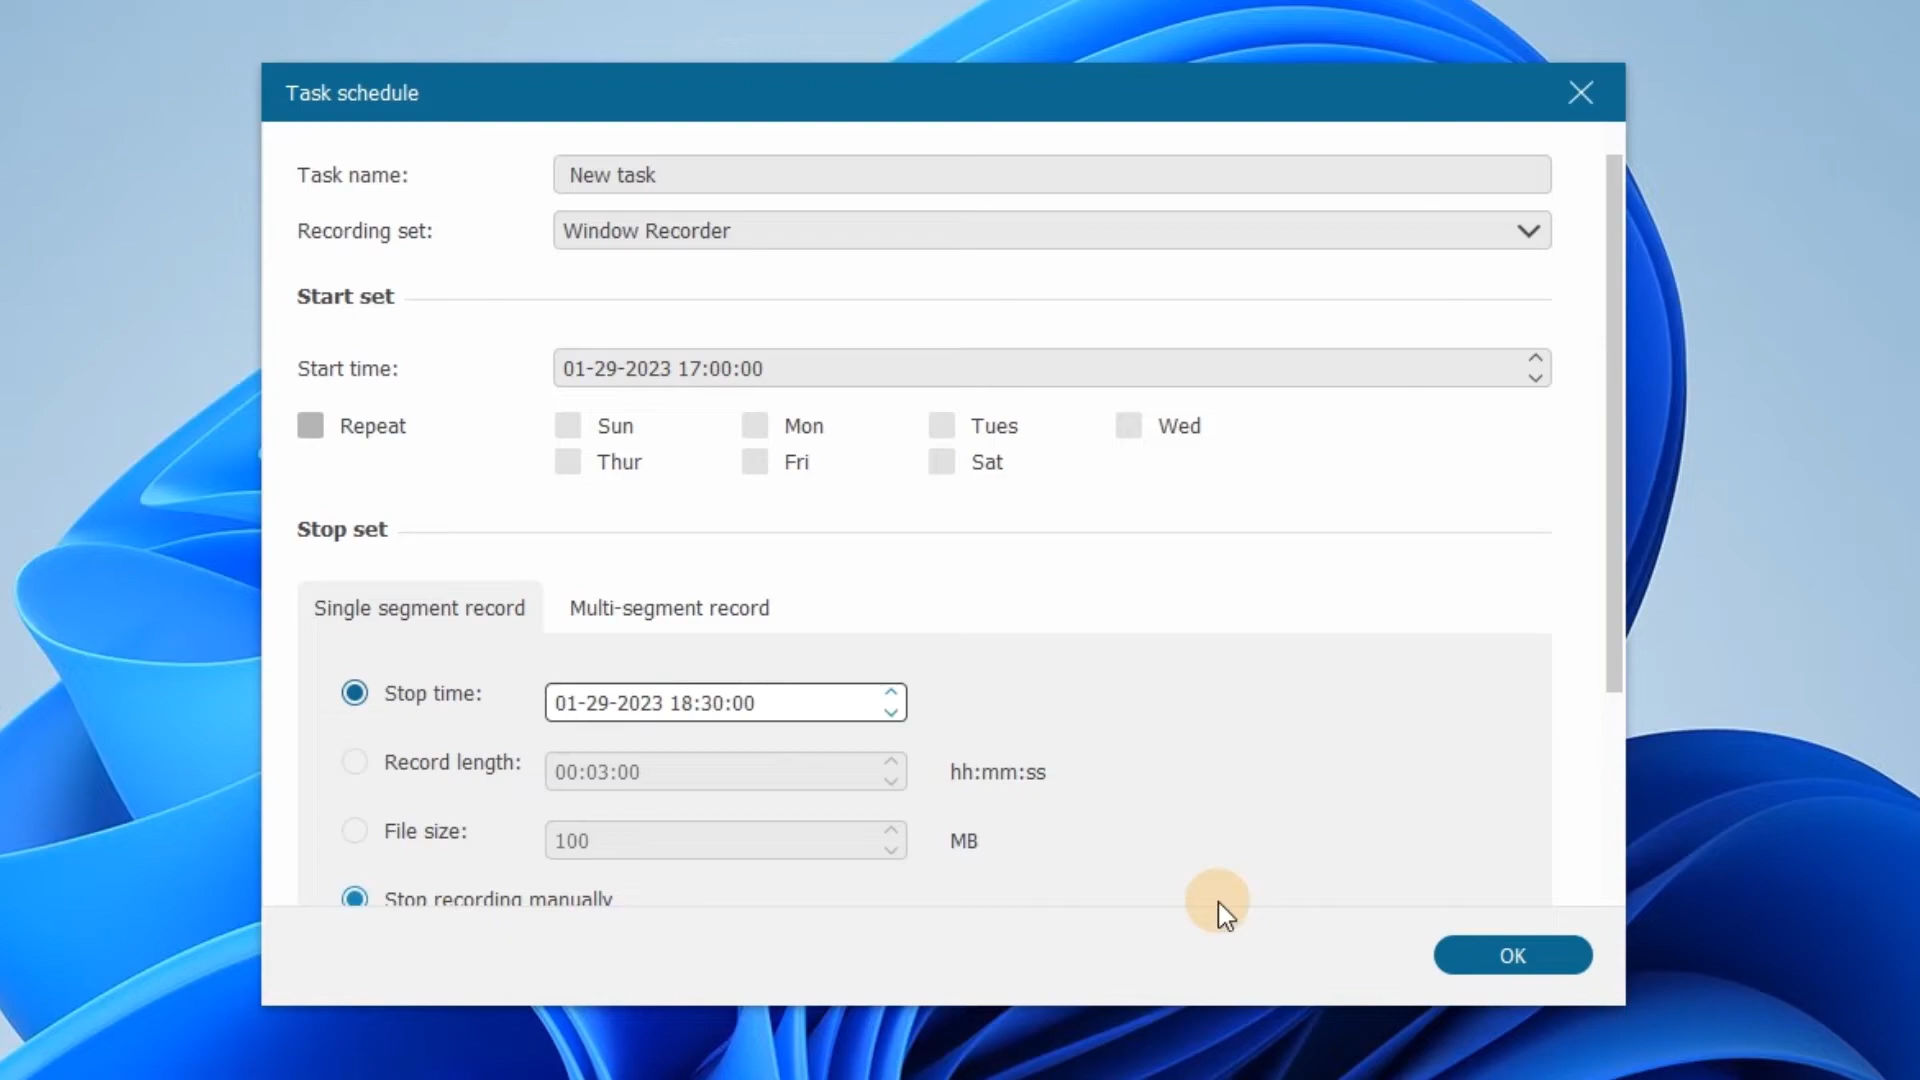 Task schedule
Task name: New task
Recording set: Window Recorder
Start set
Start time: 01-29-2023 17:00:00
Repeat Sun Mon Tues Wed
Thur Fri Sat
Stop set
Single segment record Multi-segment record
Stop time: 01-29-2023 18:30:00
Record length: 00:03:00 hh:mm:ss
File size: 100 MB
Stop recording manually
OK